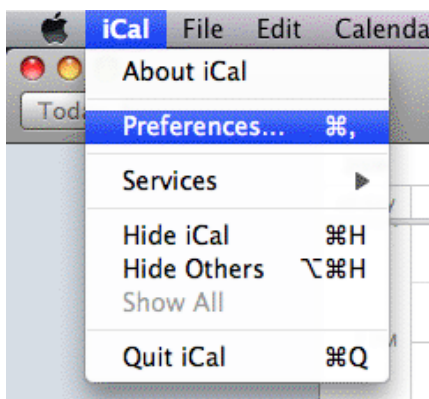 iCal File Edit Calenda
About iCal
Toda
Preferences... ⌘,
Services ▶
Hide iCal ⌘H
Hide Others ⌥⌘H
Show All
Quit iCal ⌘Q